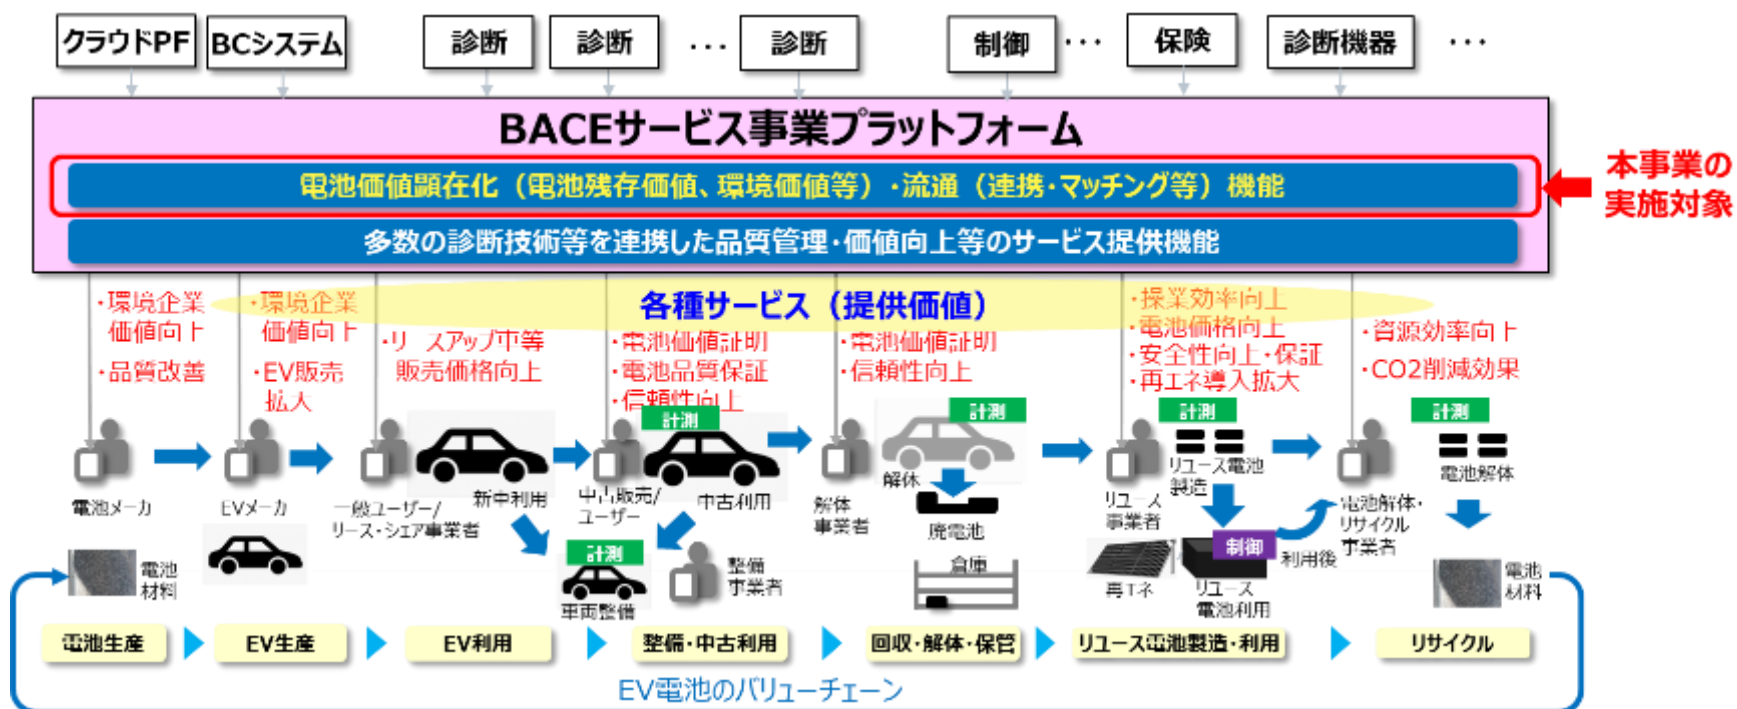 クラウドPF
BCシステム
診断
診断
・・・
診断
制御
・・・
保険
診断機器
・・・
BACEサービス事業プラットフォーム
電池価値顕在化（電池残存価値、環境価値等）・流通（連携・マッチング等）機能
多数の診断技術等を連携した品質管理・価値向上等のサービス提供機能
本事業の
実施対象
各種サービス（提供価値）
・環境企業
価値向上
・品質改善
・環境企業
価値向上
・EV販売
拡大
・リースアップ車等
販売価格向上
・電池価値証明
・電池品質保証
・信頼性向上
・電池価値証明
・信頼性向上
・操業効率向上
・電池価格向上
・安全性向上・保証
・再エネ導入拡大
・資源効率向上
・CO2削減効果
計測
計測
計測
計測
電池メーカ
EVメーカ
一般ユーザー/
リース・シェア事業者
新車利用
中古販売/
ユーザー
中古利用
解体
事業者
解体
廃電池
リユース
事業者
リユース電池
製造
電池解体・
リサイクル
事業者
電池解体
電池
材料
計測
車両整備
整備
事業者
倉庫
再エネ
制御
リユース
電池利用
利用後
電池
材料
電池生産
EV生産
EV利用
整備・中古利用
回収・解体・保管
リユース電池製造・利用
リサイクル
EV電池のバリューチェーン